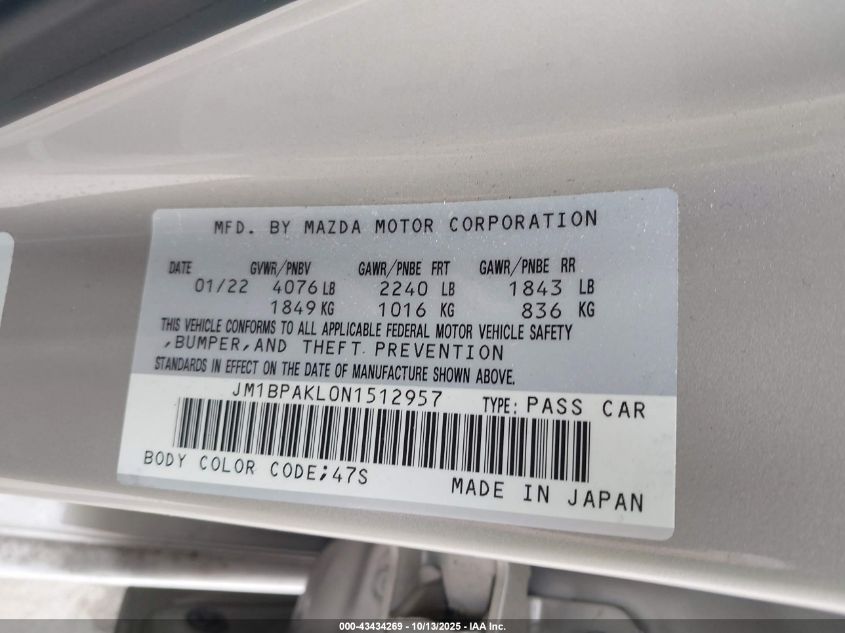 MFD. BY MAZDA MOTOR CORPORATION
DATE GVWR/PNBV GAWR/PNBE FRT GAWR/PNBE RR
01/22 4076 LB 2240 LB 1843 LB
1849 KG 1016 KG 836 KG
THIS VEHICLE CONFORMS TO ALL APPLICABLE FEDERAL MOTOR VEHICLE SAFETY
,BUMPER,AND THEFT PREVENTION
STANDARDS IN EFFECT ON THE DATE OF MANUFACTURE SHOWN ABOVE.
JM1BPAKL0N1512957 TYPE: PASS CAR
BODY COLOR CODE;47S
MADE IN JAPAN
000-43434269 - 10/13/2025 - IAA Inc.